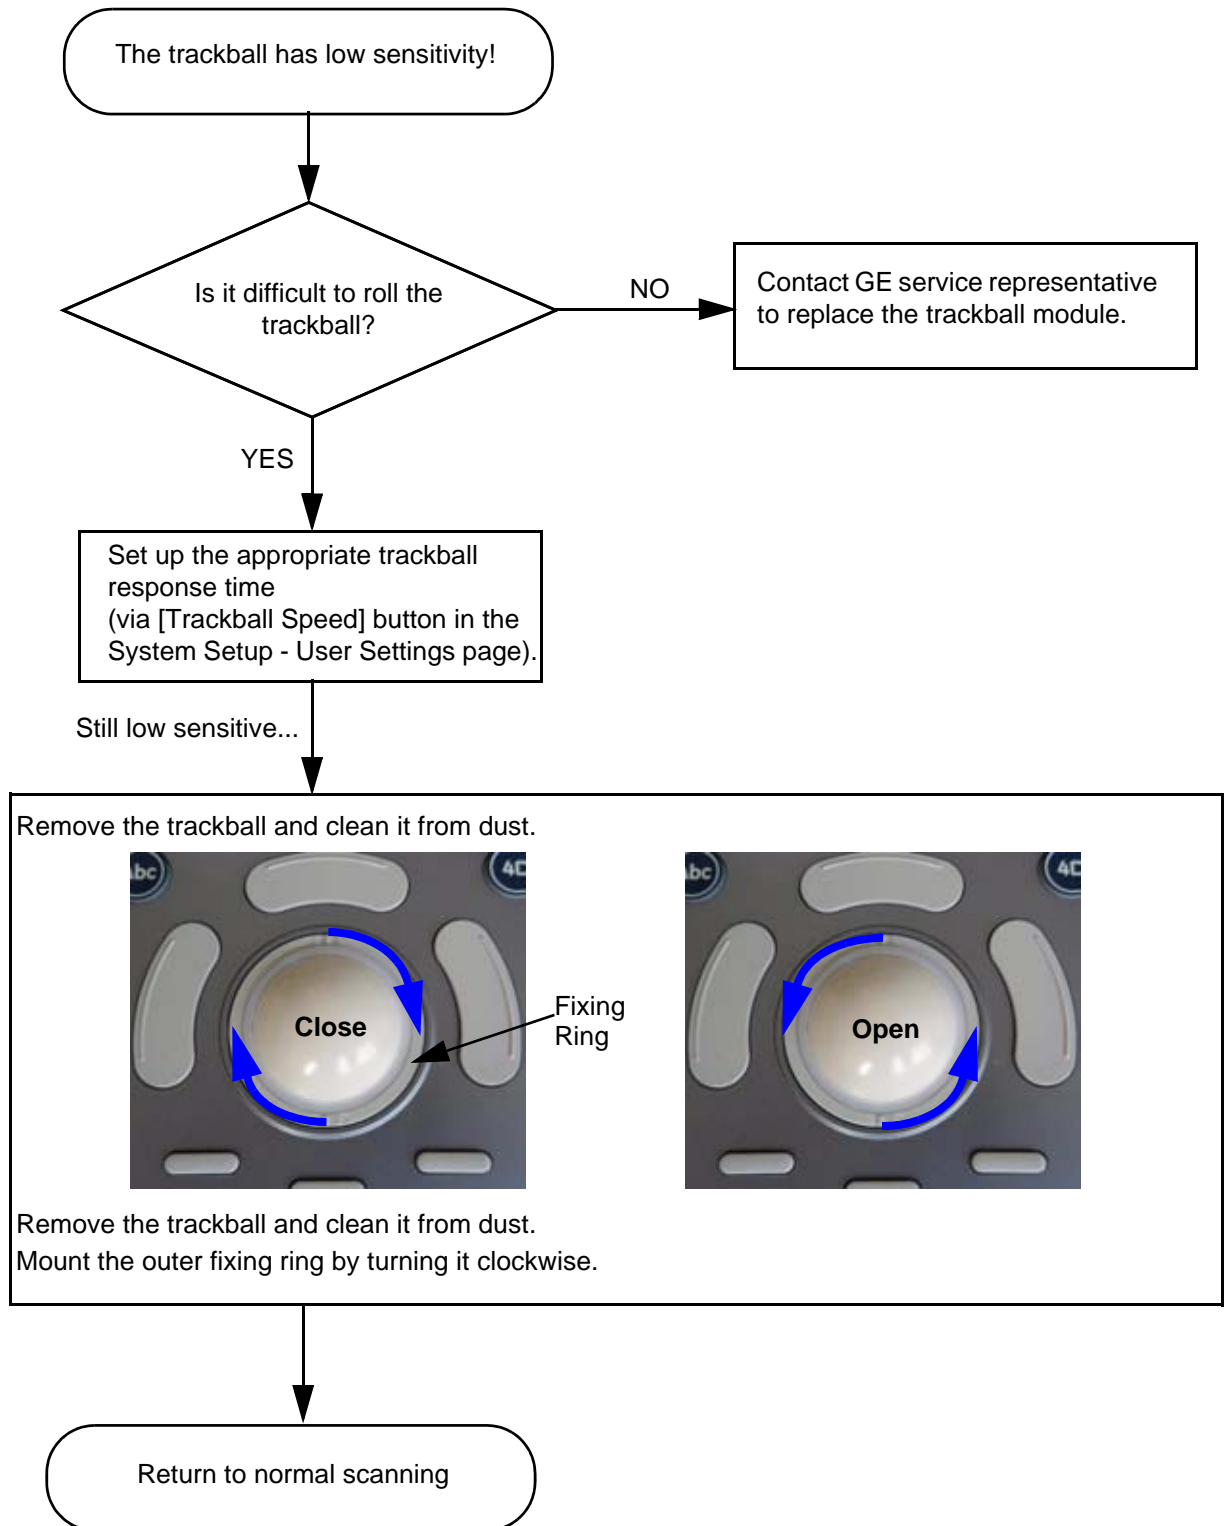 The trackball has low sensitivity!
Is it difficult to roll the
trackball?
NO
Contact GE service representative
to replace the trackball module.
YES
Set up the appropriate trackball
response time
(via [Trackball Speed] button in the
System Setup - User Settings page).
Still low sensitive...
Remove the trackball and clean it from dust.
bc
4D
bc
4D
Close
Fixing
Ring
Open
Remove the trackball and clean it from dust.
Mount the outer fixing ring by turning it clockwise.
Return to normal scanning